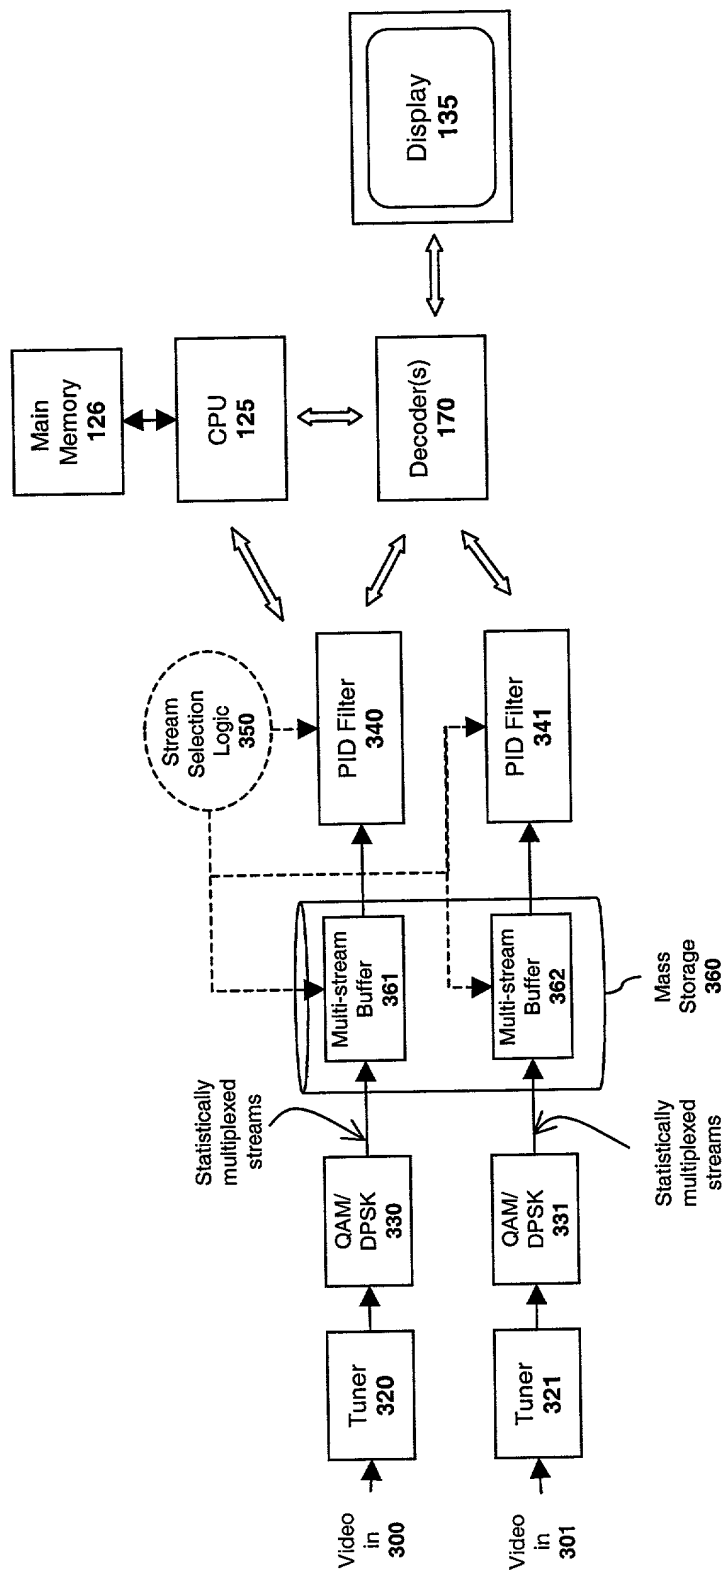 Video
in
300
Tuner
320
QAM/
DPSK
330
Statistically
multiplexed
streams
Multi-stream
Buffer
361
Stream
Selection
Logic
350
PID Filter
340
Main
Memory
126
CPU
125
Decoder(s)
170
Display
135
Video
in
301
Tuner
321
QAM/
DPSK
331
Statistically
multiplexed
streams
Multi-stream
Buffer
362
Mass
Storage
360
PID Filter
341